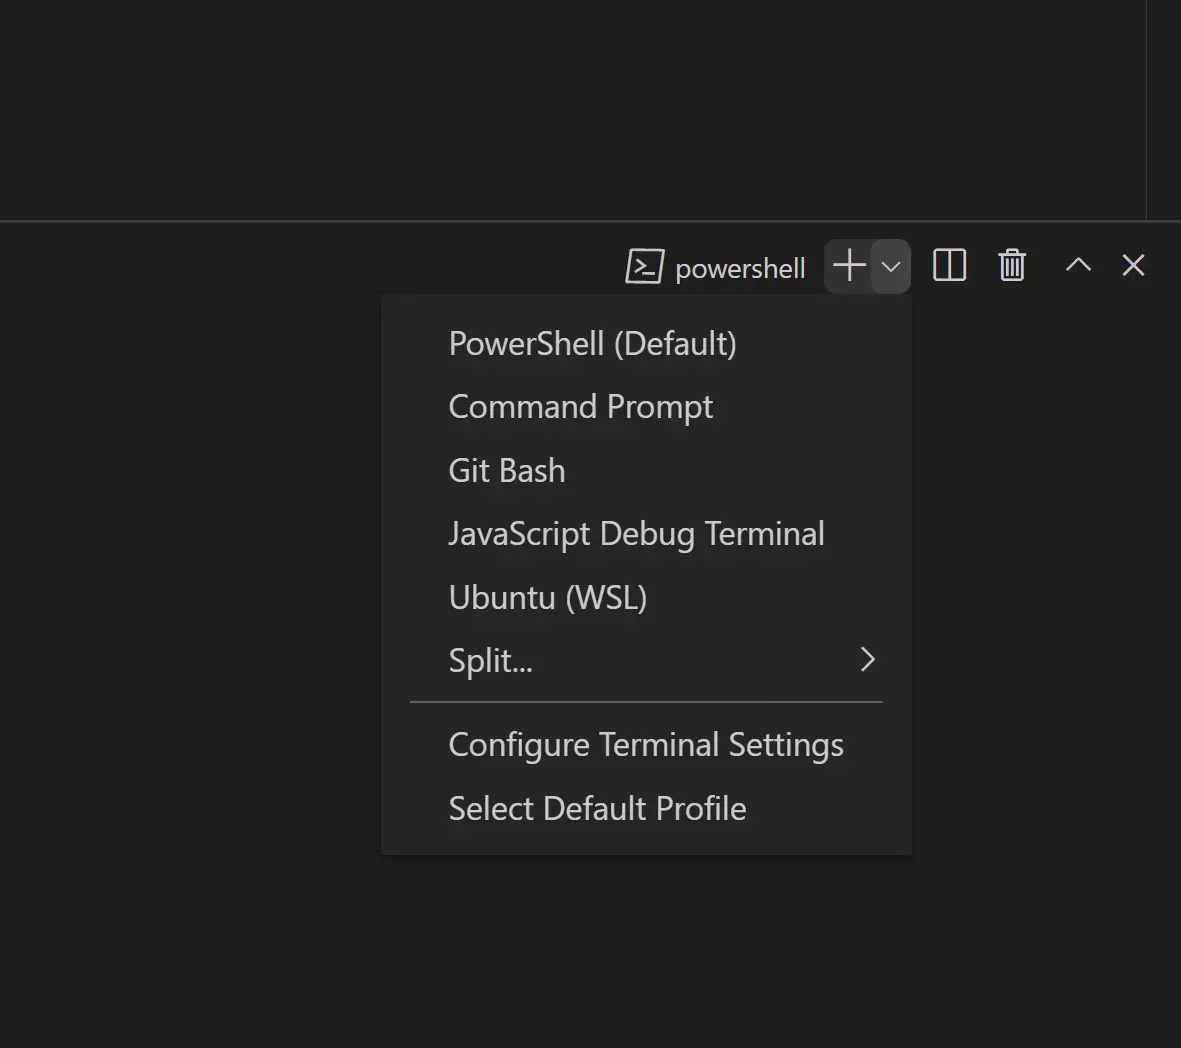 powershell
PowerShell (Default)
Command Prompt
Git Bash
JavaScript Debug Terminal
Ubuntu (WSL)
Split...
Configure Terminal Settings
Select Default Profile